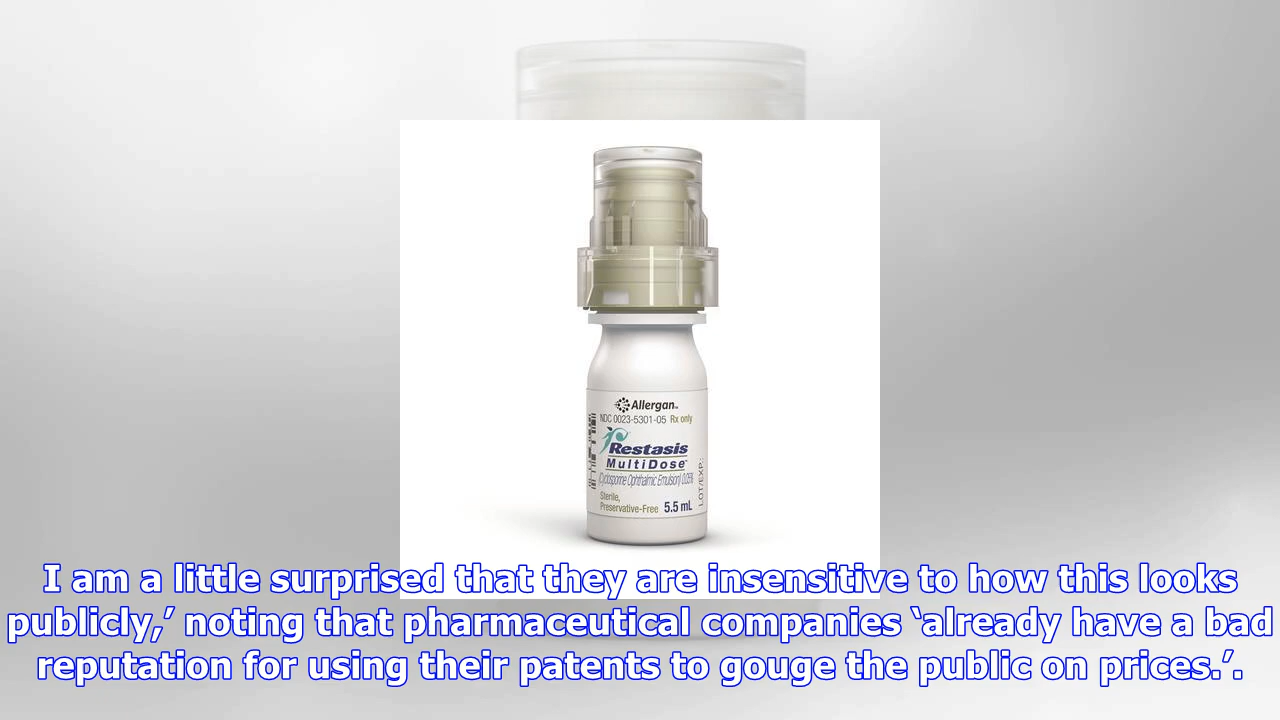 Allergan™
NDC 0023-5301-05 Rx only
Restasis
MultiDose™
(Cyclosporine Ophthalmic Emulsion) 0.05%
Sterile,
Preservative-Free 5.5 mL
LOT/EXP:
I am a little surprised that they are insensitive to how this looks
publicly,’ noting that pharmaceutical companies ‘already have a bad
reputation for using their patents to gouge the public on prices.’.